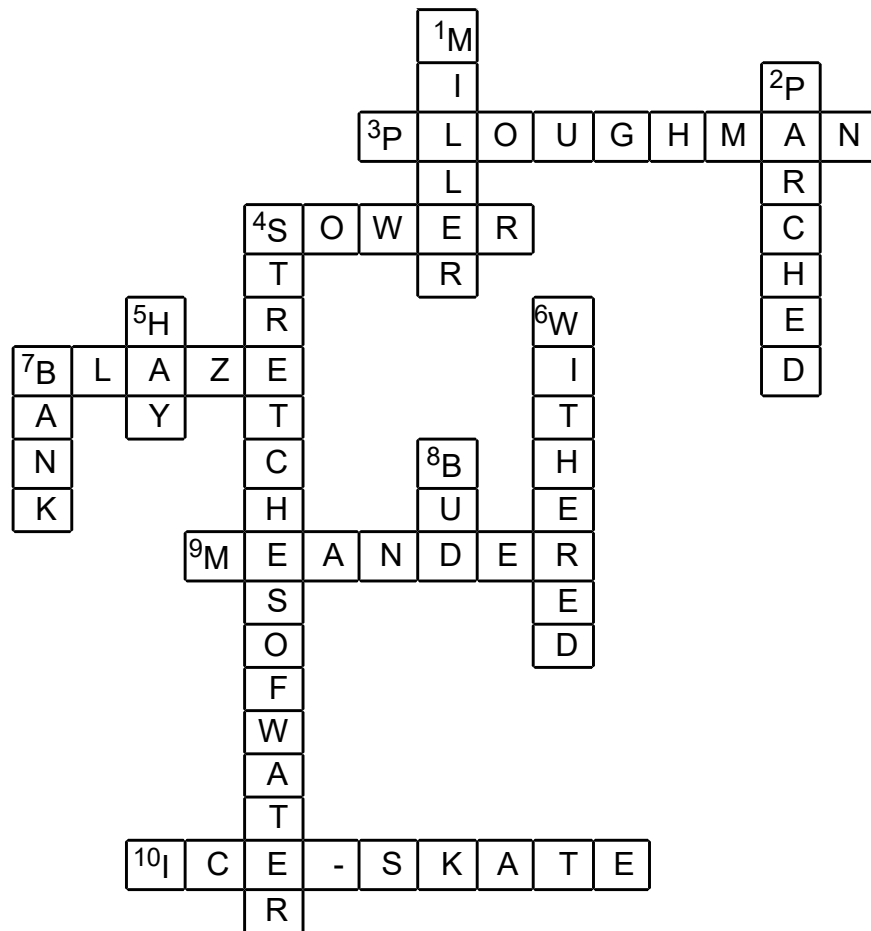 1M
I 2P
3P L O U G H M A N
L R
4S O W E R C
T R H
5H R 6W E
7B L A Z E I D
A Y T T
N C 8B H
K H U E
9M E A N D E R
S E
O D
F
W
A
T
10I C E - S K A T E
R